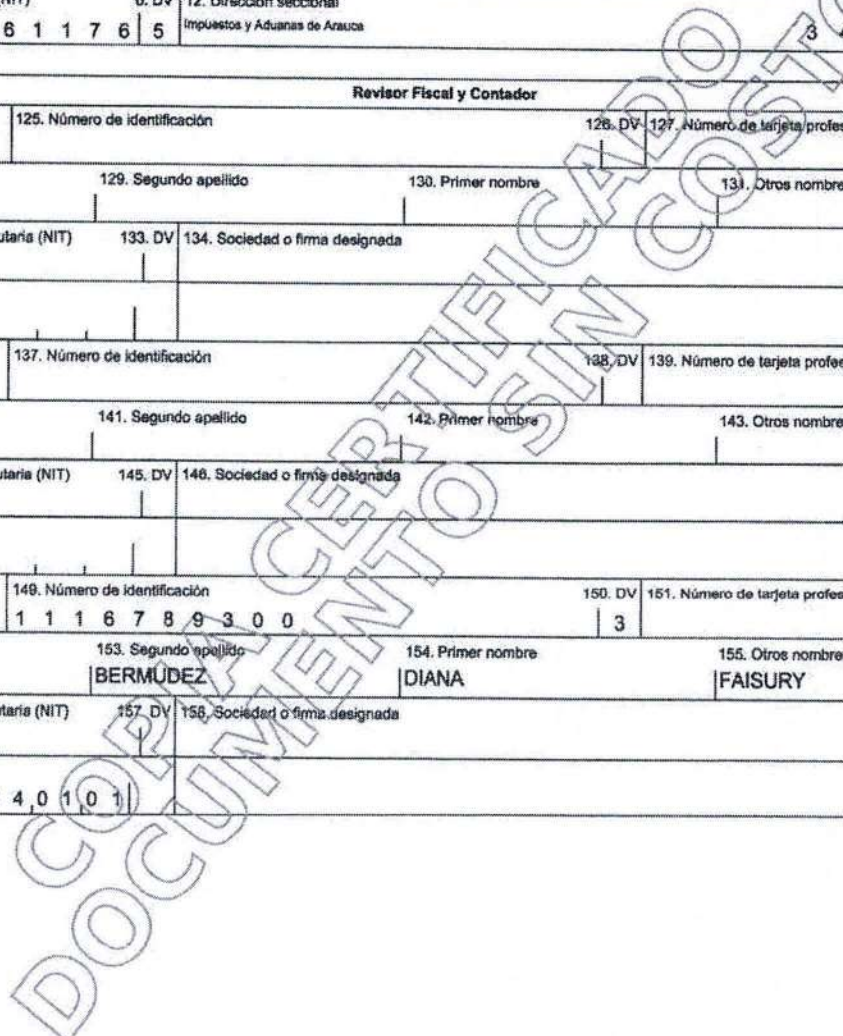 (NIT) 6. DV 12. Dirección seccional
6 1 1 7 6 5 Impuestos y Aduanas de Arauca 3
Revisor Fiscal y Contador
125. Número de identificación 126. DV 127. Número de tarjeta profes
129. Segundo apellido 130. Primer nombre 131. Otros nombre
utaria (NIT) 133. DV 134. Sociedad o firma designada
137. Número de identificación 138. DV 139. Número de tarjeta profes
141. Segundo apellido 142. Primer nombre 143. Otros nombre
utaria (NIT) 145. DV 146. Sociedad o firma designada
149. Número de identificación 150. DV 151. Número de tarjeta profes
1 1 1 6 7 8 9 3 0 0 3
153. Segundo apellido 154. Primer nombre 155. Otros nombre
BERMUDEZ DIANA FAISURY
utaria (NIT) 157. DV 158. Sociedad o firma designada
4 0 1 0 1
COPIA CERTIFICADO
DOCUMENTO SIN COSTO